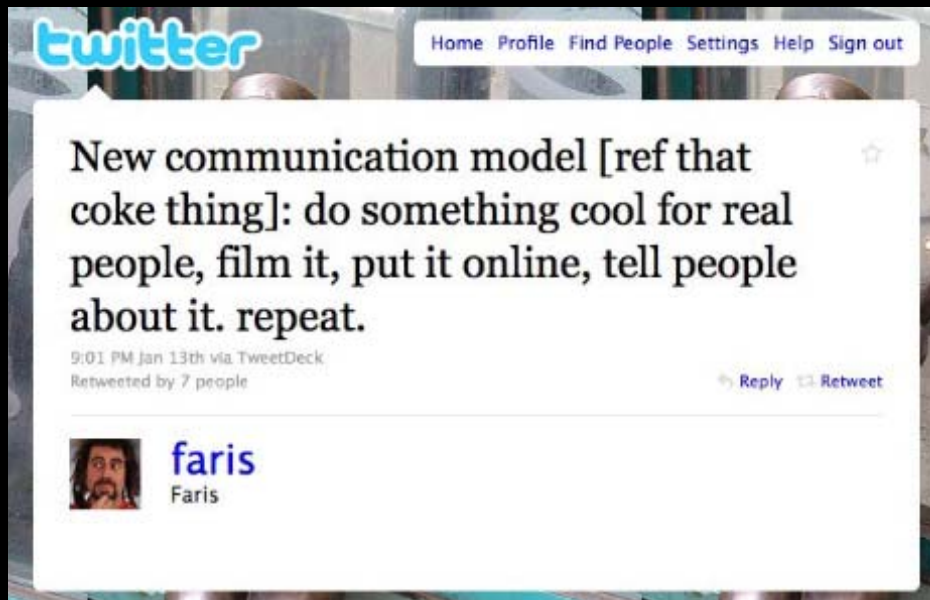 twitter
Home Profile Find People Settings Help Sign out
New communication model [ref that
coke thing]: do something cool for real
people, film it, put it online, tell people
about it. repeat.
9:01 PM Jan 13th via TweetDeck
Retweeted by 7 people
Reply Retweet
faris
Faris